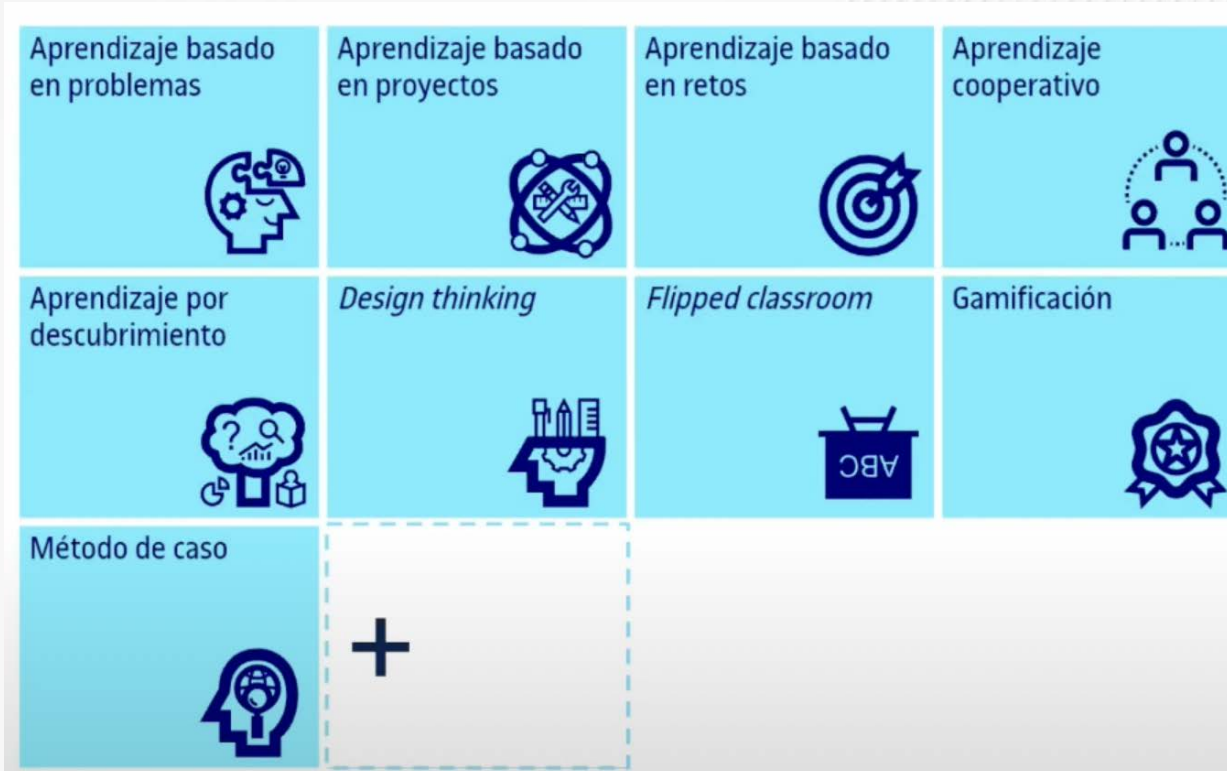 Aprendizaje basado
en problemas
Aprendizaje basado
en proyectos
Aprendizaje basado
en retos
Aprendizaje
cooperativo
Aprendizaje por
descubrimiento
Design thinking
Flipped classroom
Gamificación
ABC
Método de caso